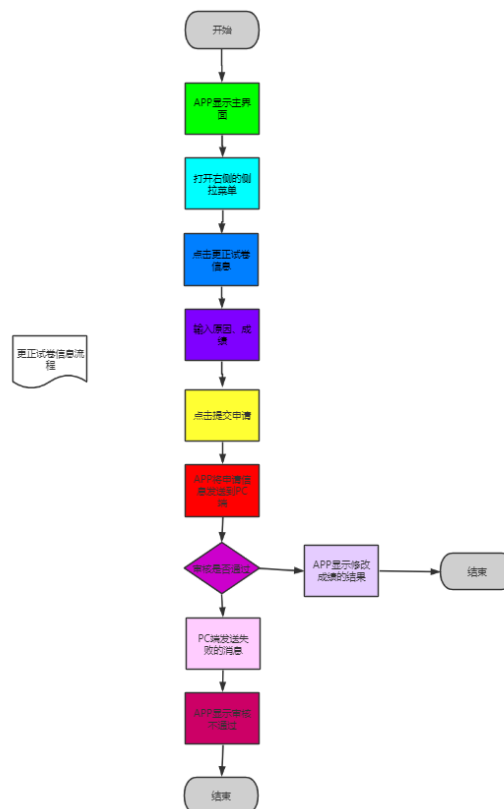 开始
APP显示主界
面
打开右侧的侧
拉菜单
点击更正试卷
信息
输入原因、成
绩
更正试卷信息流
程
点击提交申请
APP将申请信
息发送到PC
端
审核是否通过
APP显示修改
成绩的结果
结束
PC端发送失
败的消息
APP显示审核
不通过
结束